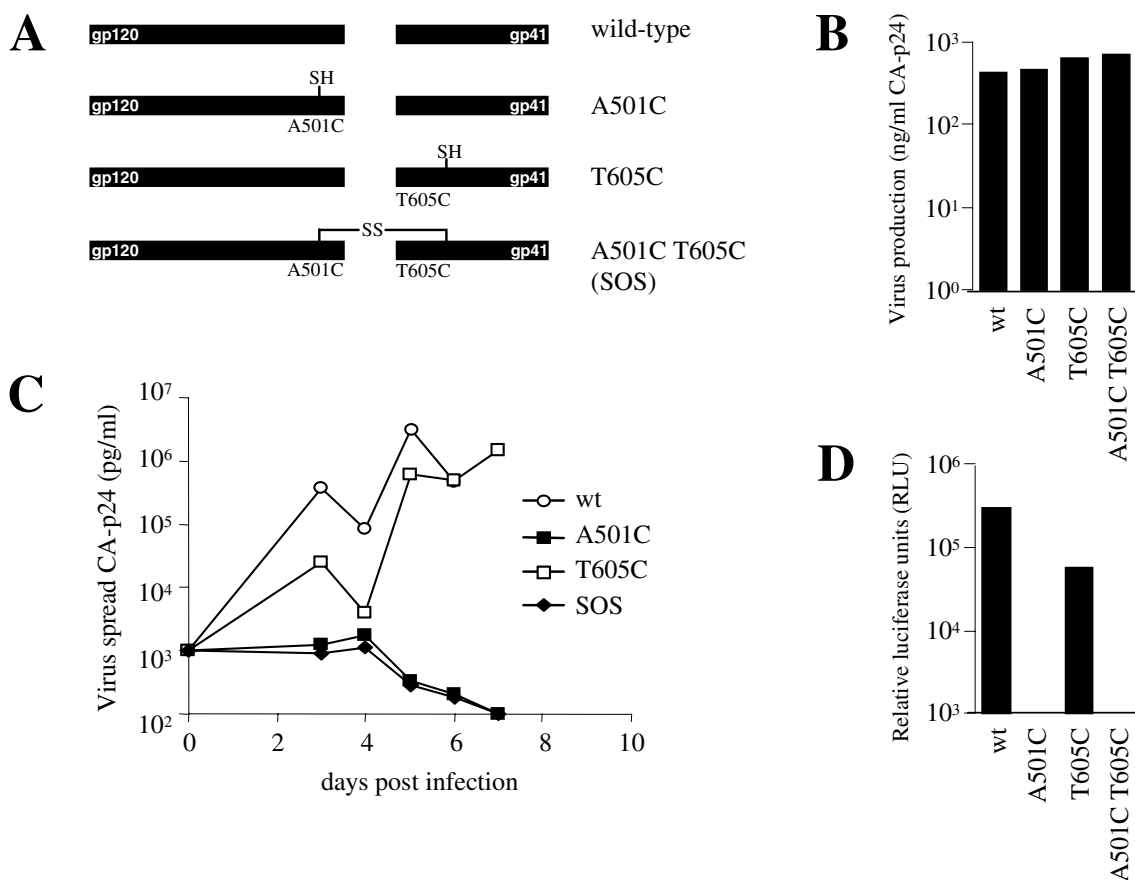 A
gp120
gp41
wild-type
SH
gp120
gp41
A501C
A501C
SH
gp120
gp41
T605C
T605C
SS
gp120
gp41
A501C
T605C
A501C T605C
(SOS)
B
Virus production (ng/ml CA-p24)
10³
10²
10¹
10⁰
wt
A501C
T605C
A501C T605C
C
Virus spread CA-p24 (pg/ml)
10⁷
10⁶
10⁵
10⁴
10³
10²
0
2
4
6
8
10
days post infection
wt
A501C
T605C
SOS
D
Relative luciferase units (RLU)
10⁶
10⁵
10⁴
10³
wt
A501C
T605C
A501C T605C